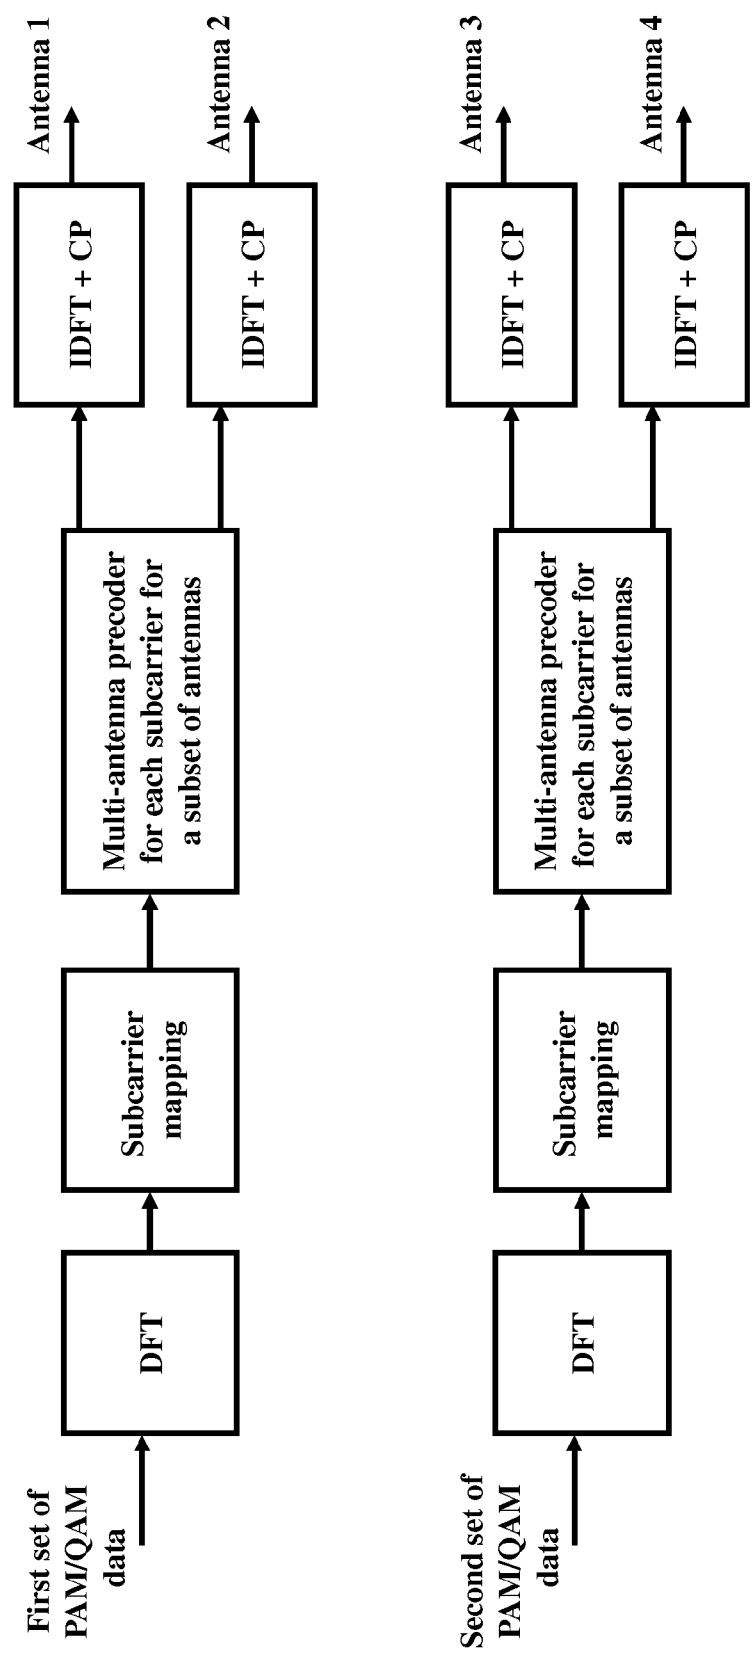 First set of
PAM/QAM
data
DFT
Subcarrier
mapping
Multi-antenna precoder
for each subcarrier for
a subset of antennas
IDFT + CP
Antenna 1
IDFT + CP
Antenna 2
Second set of
PAM/QAM
data
DFT
Subcarrier
mapping
Multi-antenna precoder
for each subcarrier for
a subset of antennas
IDFT + CP
Antenna 3
IDFT + CP
Antenna 4